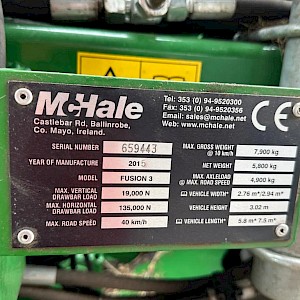 McHale
Castlebar Rd, Ballinrobe,
Co. Mayo, Ireland.
Tel: 353 (0) 94-9520300
Fax: 353 (0) 94-9520356
Email: sales@mchale.net
Web: www.mchale.net
www.mchale.net
CE
SERIAL NUMBER 659443
YEAR OF MANUFACTURE 2015
MODEL FUSION 3
MAX. VERTICAL
DRAWBAR LOAD 19,000 N
MAX. HORIZONTAL
DRAWBAR LOAD 135,000 N
MAX. ROAD SPEED 40 km/h
MAX. GROSS WEIGHT
@ 10 km/h 7,900 kg
NET WEIGHT 5,800 kg
MAX. AXLELOAD
@ MAX. ROAD SPEED 4,900 kg
VEHICLE WIDTH 2.76 m*/2.94 m*
VEHICLE HEIGHT 3.02 m
VEHICLE LENGTH* 5.8 m* 7.5 m*